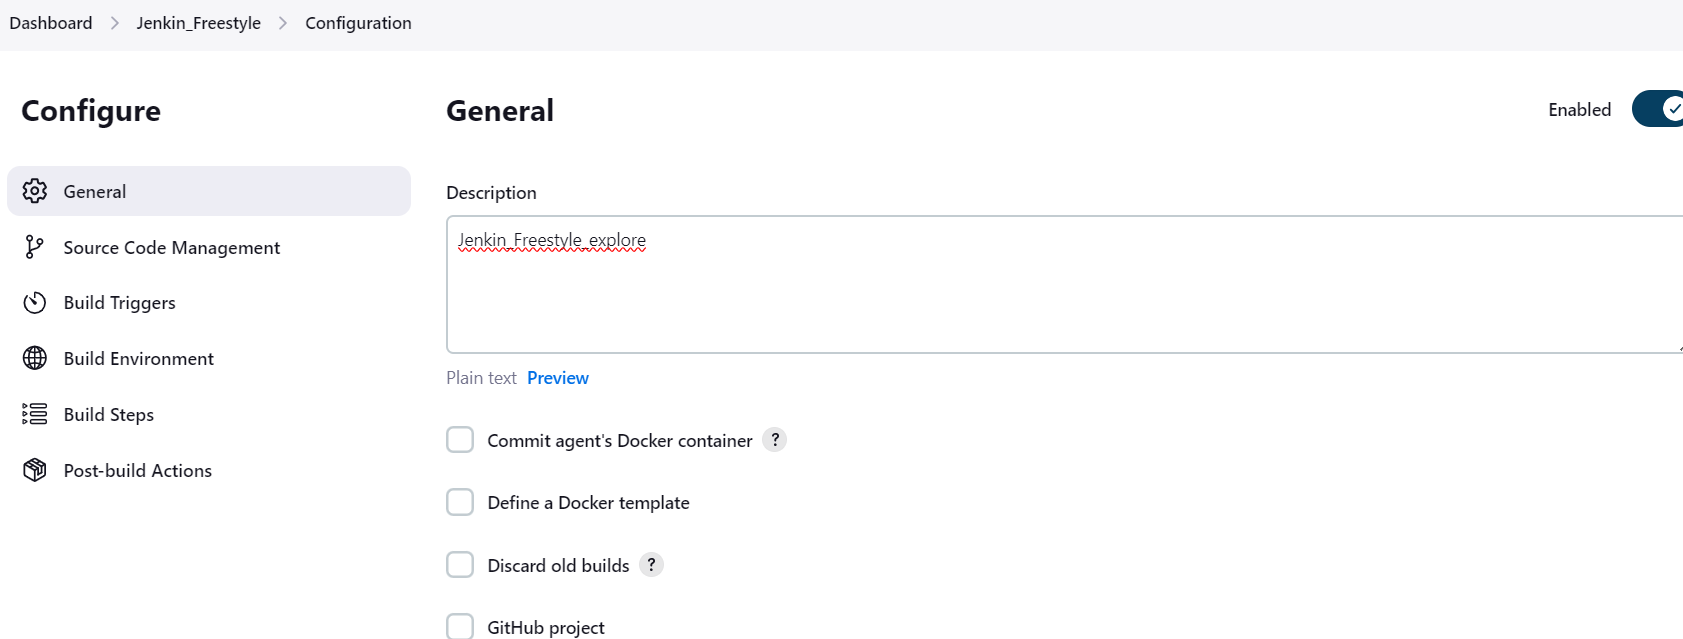 Dashboard > Jenkin_Freestyle > Configuration
Configure
General
Source Code Management
Build Triggers
Build Environment
Build Steps
Post-build Actions
General
Enabled
Description
Jenkin_Freestyle_explore
Plain text Preview
Commit agent's Docker container ?
Define a Docker template
Discard old builds ?
GitHub project